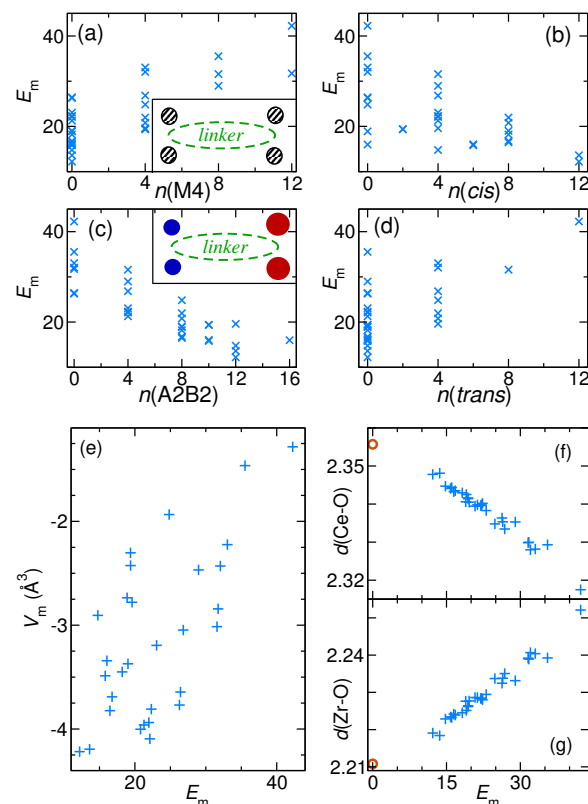 (a)
40
20
E_m
linker
0 4 8 12
n(M4)
(b)
40
20
E_m
0 4 8 12
n(cis)
(c)
40
20
E_m
linker
0 4 8 12 16
n(A2B2)
(d)
40
20
E_m
0 4 8 12
n(trans)
(e)
-2
-3
-4
V_m (Å^3)
20 40
E_m
(f)
2.35
2.32
d(Ce-O)
2.24
2.21
d(Zr-O)
(g)
0 15 30
E_m